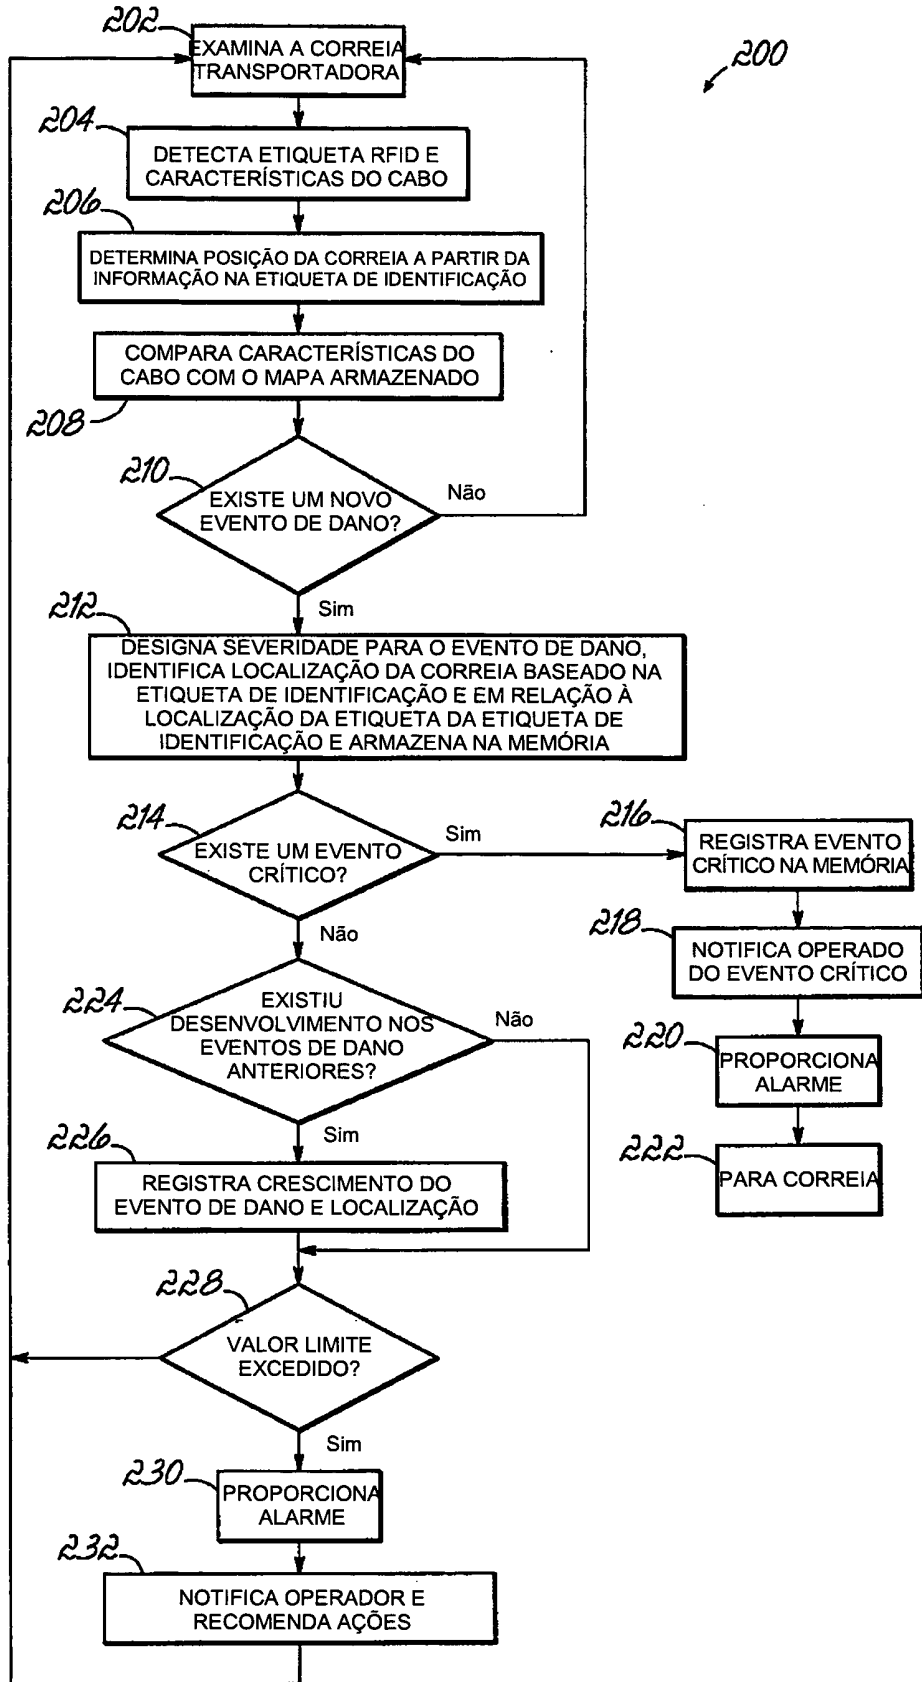 202
EXAMINA A CORREIA
TRANSPORTADORA
200
204
DETECTA ETIQUETA RFID E
CARACTERÍSTICAS DO CABO
206
DETERMINA POSIÇÃO DA CORREIA A PARTIR DA
INFORMAÇÃO NA ETIQUETA DE IDENTIFICAÇÃO
COMPARA CARACTERÍSTICAS DO
CABO COM O MAPA ARMAZENADO
208
210
EXISTE UM NOVO
EVENTO DE DANO?
Não
Sim
212
DESIGNA SEVERIDADE PARA O EVENTO DE DANO,
IDENTIFICA LOCALIZAÇÃO DA CORREIA BASEADO NA
ETIQUETA DE IDENTIFICAÇÃO E EM RELAÇÃO À
LOCALIZAÇÃO DA ETIQUETA DA ETIQUETA DE
IDENTIFICAÇÃO E ARMAZENA NA MEMÓRIA
214
EXISTE UM EVENTO
CRÍTICO?
Sim
Não
216
REGISTRA EVENTO
CRÍTICO NA MEMÓRIA
218
NOTIFICA OPERADO
DO EVENTO CRÍTICO
220
PROPORCIONA
ALARME
222
PARA CORREIA
224
EXISTIU
DESENVOLVIMENTO NOS
EVENTOS DE DANO
ANTERIORES?
Não
Sim
226
REGISTRA CRESCIMENTO DO
EVENTO DE DANO E LOCALIZAÇÃO
228
VALOR LIMITE
EXCEDIDO?
Sim
230
PROPORCIONA
ALARME
232
NOTIFICA OPERADOR E
RECOMENDA AÇÕES